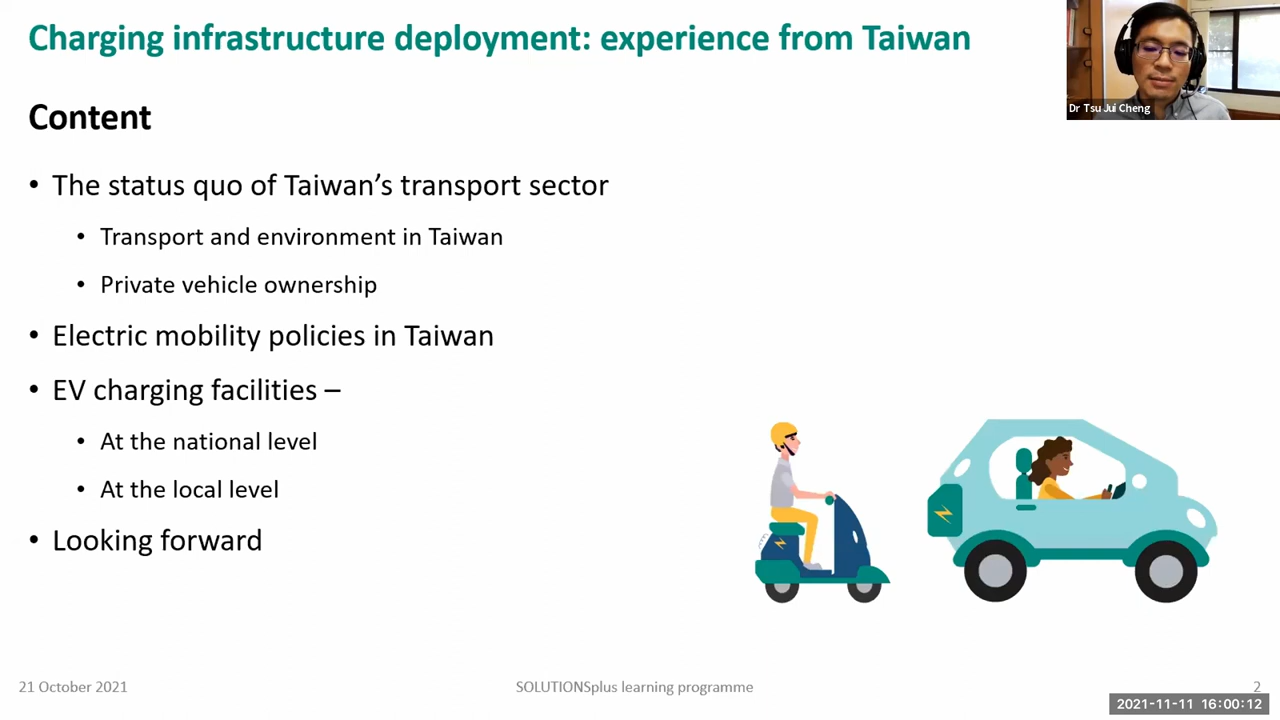 Charging infrastructure deployment: experience from Taiwan
Dr Tsu Jui Cheng
Content
• The status quo of Taiwan’s transport sector
• Transport and environment in Taiwan
• Private vehicle ownership
• Electric mobility policies in Taiwan
• EV charging facilities –
• At the national level
• At the local level
• Looking forward
21 October 2021
SOLUTIONSplus learning programme
2
2021-11-11 16:00:12